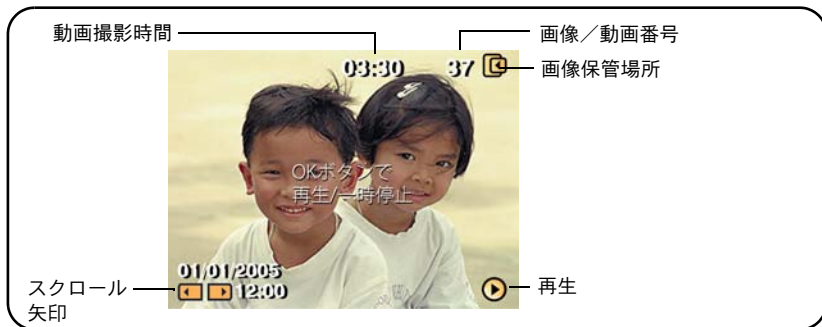 動画撮影時間
画像／動画番号
03:30 37
画像保管場所
OKボタンで
再生/一時停止
01/01/2005
12:00
スクロール
矢印
再生